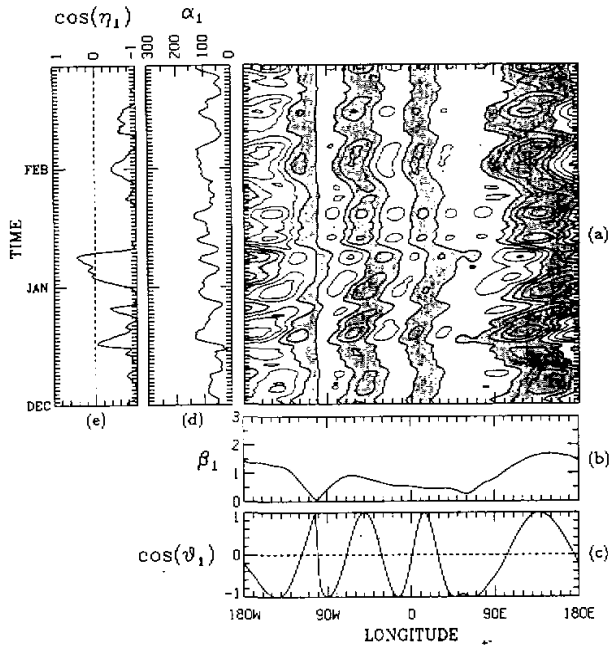 cos(η₁) α₁
1 0 -1 300 200 100 0
FEB
TIME
JAN
DEC
(e) (d) (a)
3
2
1
0
β₁ (b)
1
0
-1
cos(ϑ₁) (c)
180W 90W 0 90E 180E
LONGITUDE